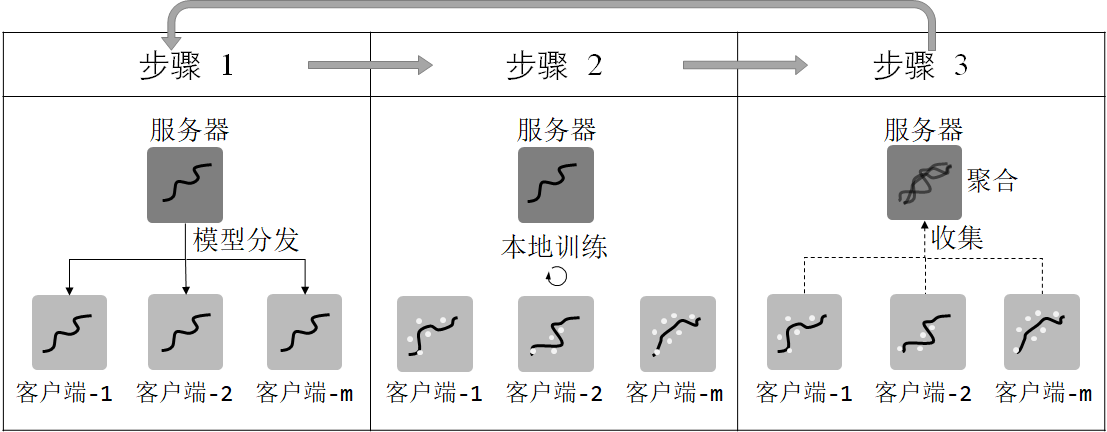 步骤 1
步骤 2
步骤 3
服务器
模型分发
客户端-1
客户端-2
客户端-m
服务器
本地训练
客户端-1
客户端-2
客户端-m
服务器
聚合
收集
客户端-1
客户端-2
客户端-m